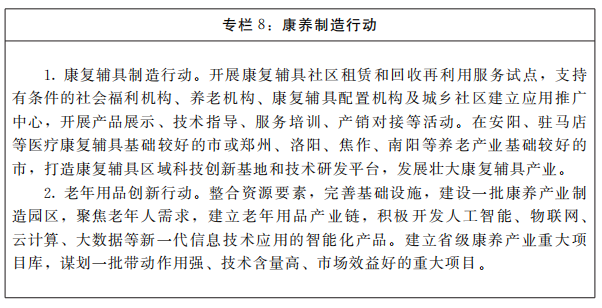 专栏 8：康养制造行动
1. 康复辅具制造行动。开展康复辅具社区租赁和回收再利用服务试点，支持
有条件的社会福利机构、养老机构、康复辅具配置机构及城乡社区建立应用推广
中心，开展产品展示、技术指导、服务培训、产销对接等活动。在安阳、驻马店
等医疗康复辅具基础较好的市或郑州、洛阳、焦作、南阳等养老产业基础较好的
市，打造康复辅具区域科技创新基地和技术研发平台，发展壮大康复辅具产业。
2. 老年用品创新行动。整合资源要素，完善基础设施，建设一批康养产业制
造园区，聚焦老年人需求，建立老年用品产业链，积极开发人工智能、物联网、
云计算、大数据等新一代信息技术应用的智能化产品。建立省级康养产业重大项
目库，谋划一批带动作用强、技术含量高、市场效益好的重大项目。